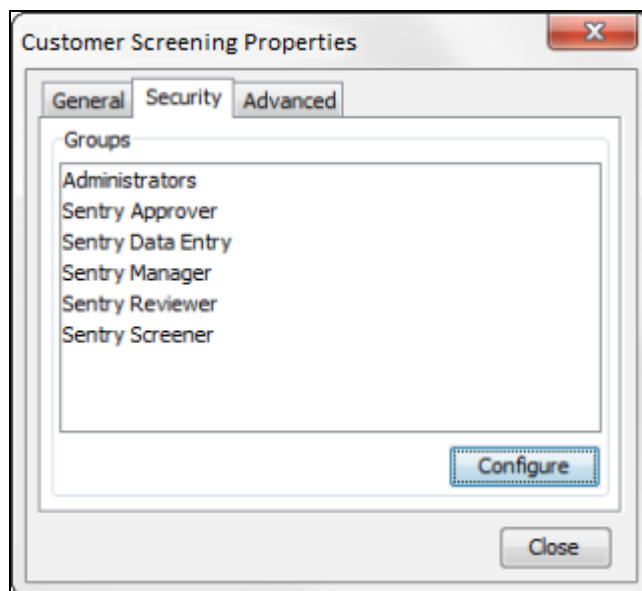 Customer Screening Properties
General Security Advanced
Groups
Administrators
Sentry Approver
Sentry Data Entry
Sentry Manager
Sentry Reviewer
Sentry Screener
Configure
Close